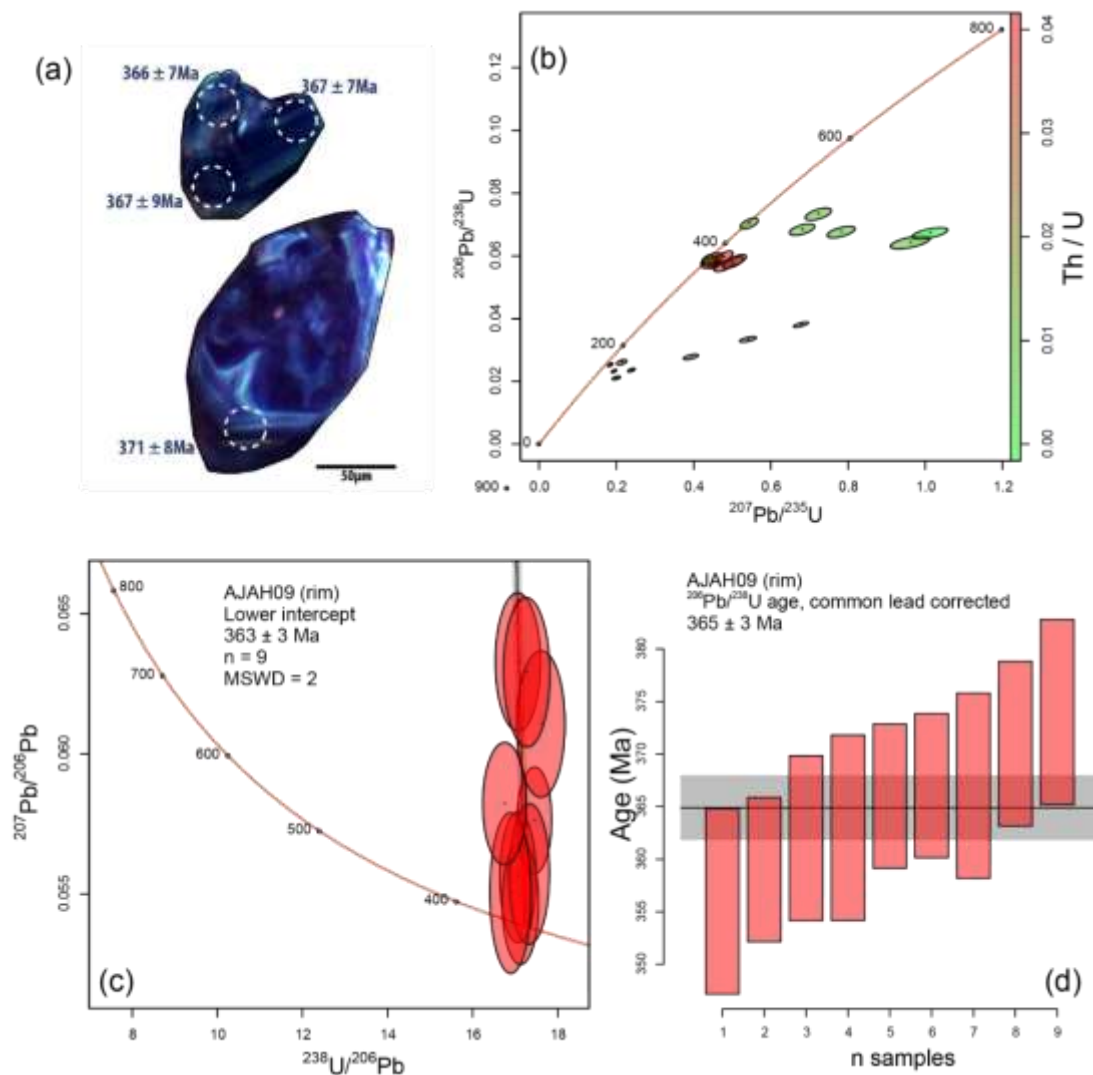 (a)
366 ± 7Ma
367 ± 7Ma
367 ± 9Ma
371 ± 8Ma
50µm
(b)
206Pb/238U
0.00 0.02 0.04 0.06 0.08 0.10 0.12
0
200
400
600
800
900
0.0 0.2 0.4 0.6 0.8 1.0 1.2
207Pb/235U
0.00 0.01 0.02 0.03 0.04
Th / U
AJAH09 (rim)
Lower intercept
363 ± 3 Ma
n = 9
MSWD = 2
800
700
600
500
400
207Pb/206Pb
0.055 0.060 0.065
(c)
8 10 12 14 16 18
238U/206Pb
AJAH09 (rim)
206Pb/238U age, common lead corrected
365 ± 3 Ma
Age (Ma)
350 355 360 365 370 375 380
(d)
1 2 3 4 5 6 7 8 9
n samples